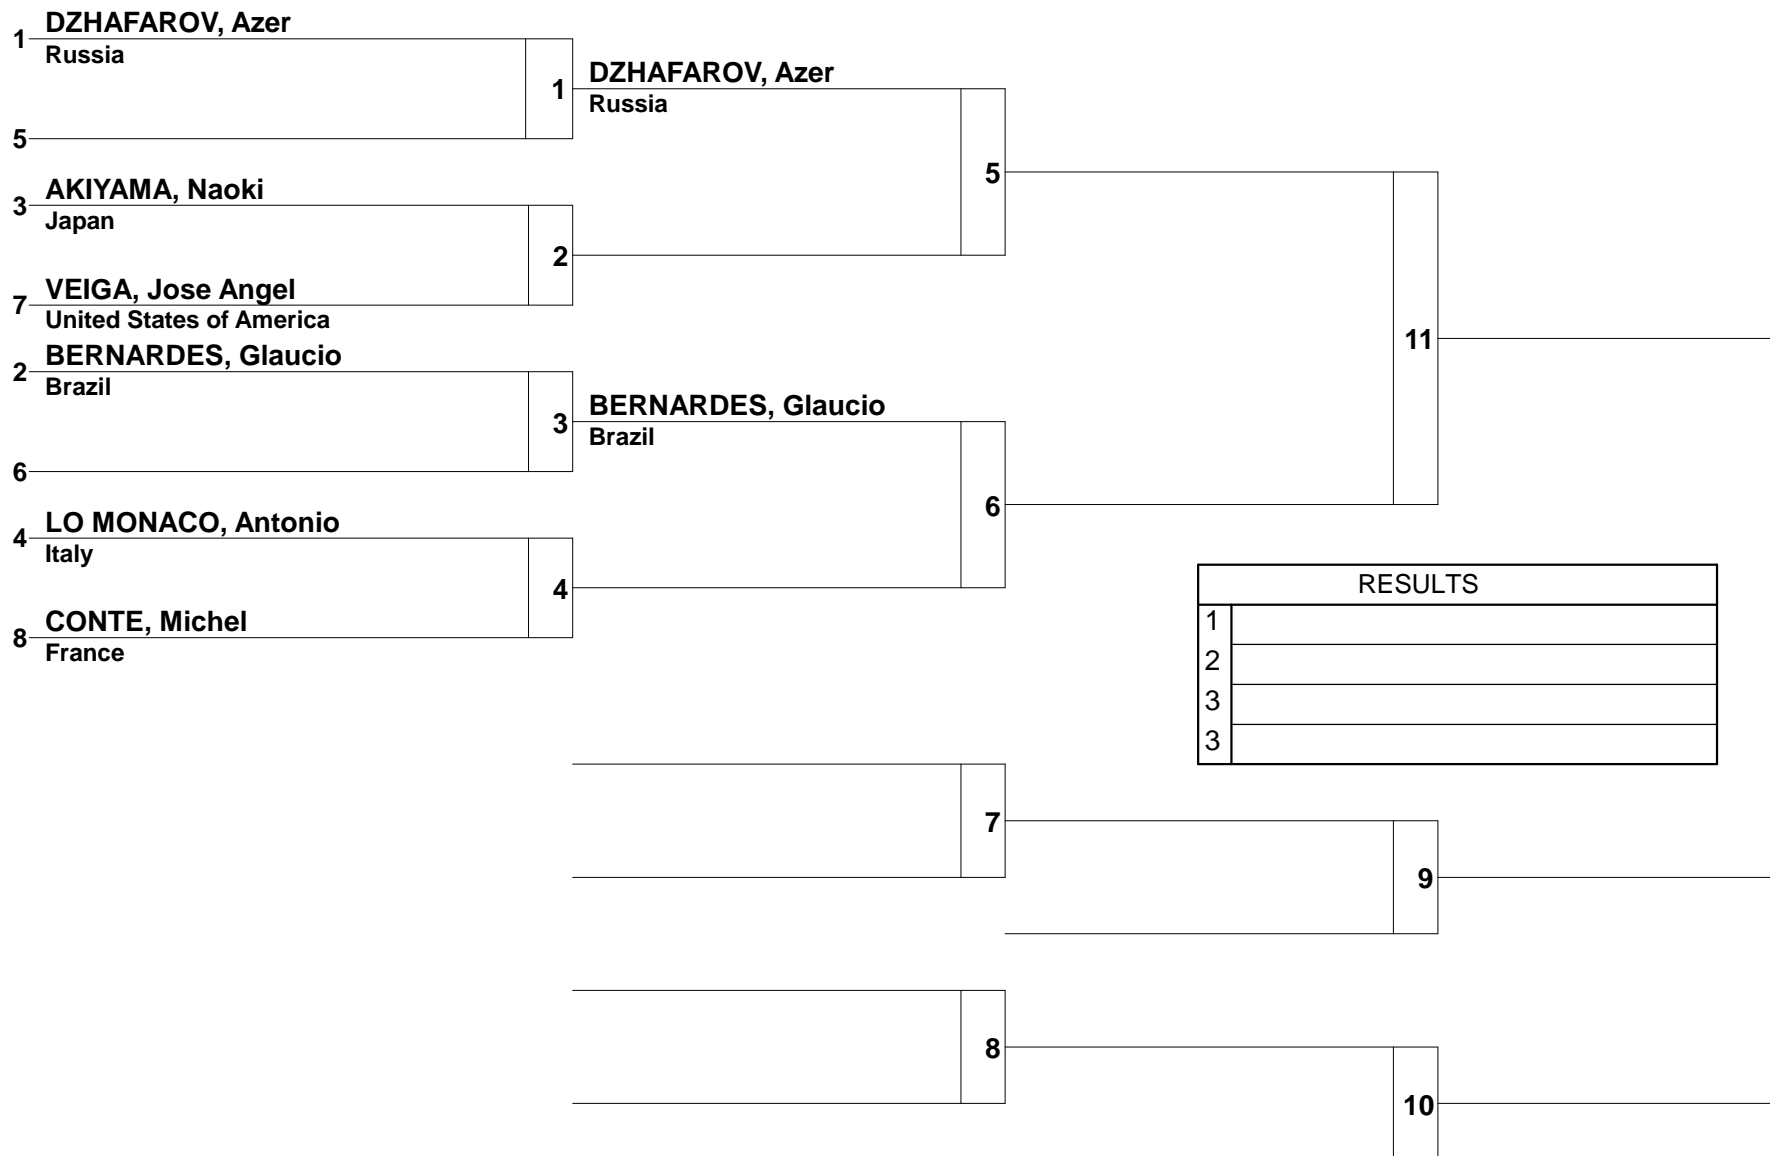 1 DZHAFAROV, Azer
Russia
1
DZHAFAROV, Azer
Russia
5
5
3 AKIYAMA, Naoki
Japan
2
7 VEIGA, Jose Angel
United States of America
11
2 BERNARDES, Glaucio
Brazil
3
BERNARDES, Glaucio
Brazil
6
6
4 LO MONACO, Antonio
Italy
4
8 CONTE, Michel
France
RESULTS
1
2
3
3
7
9
8
10